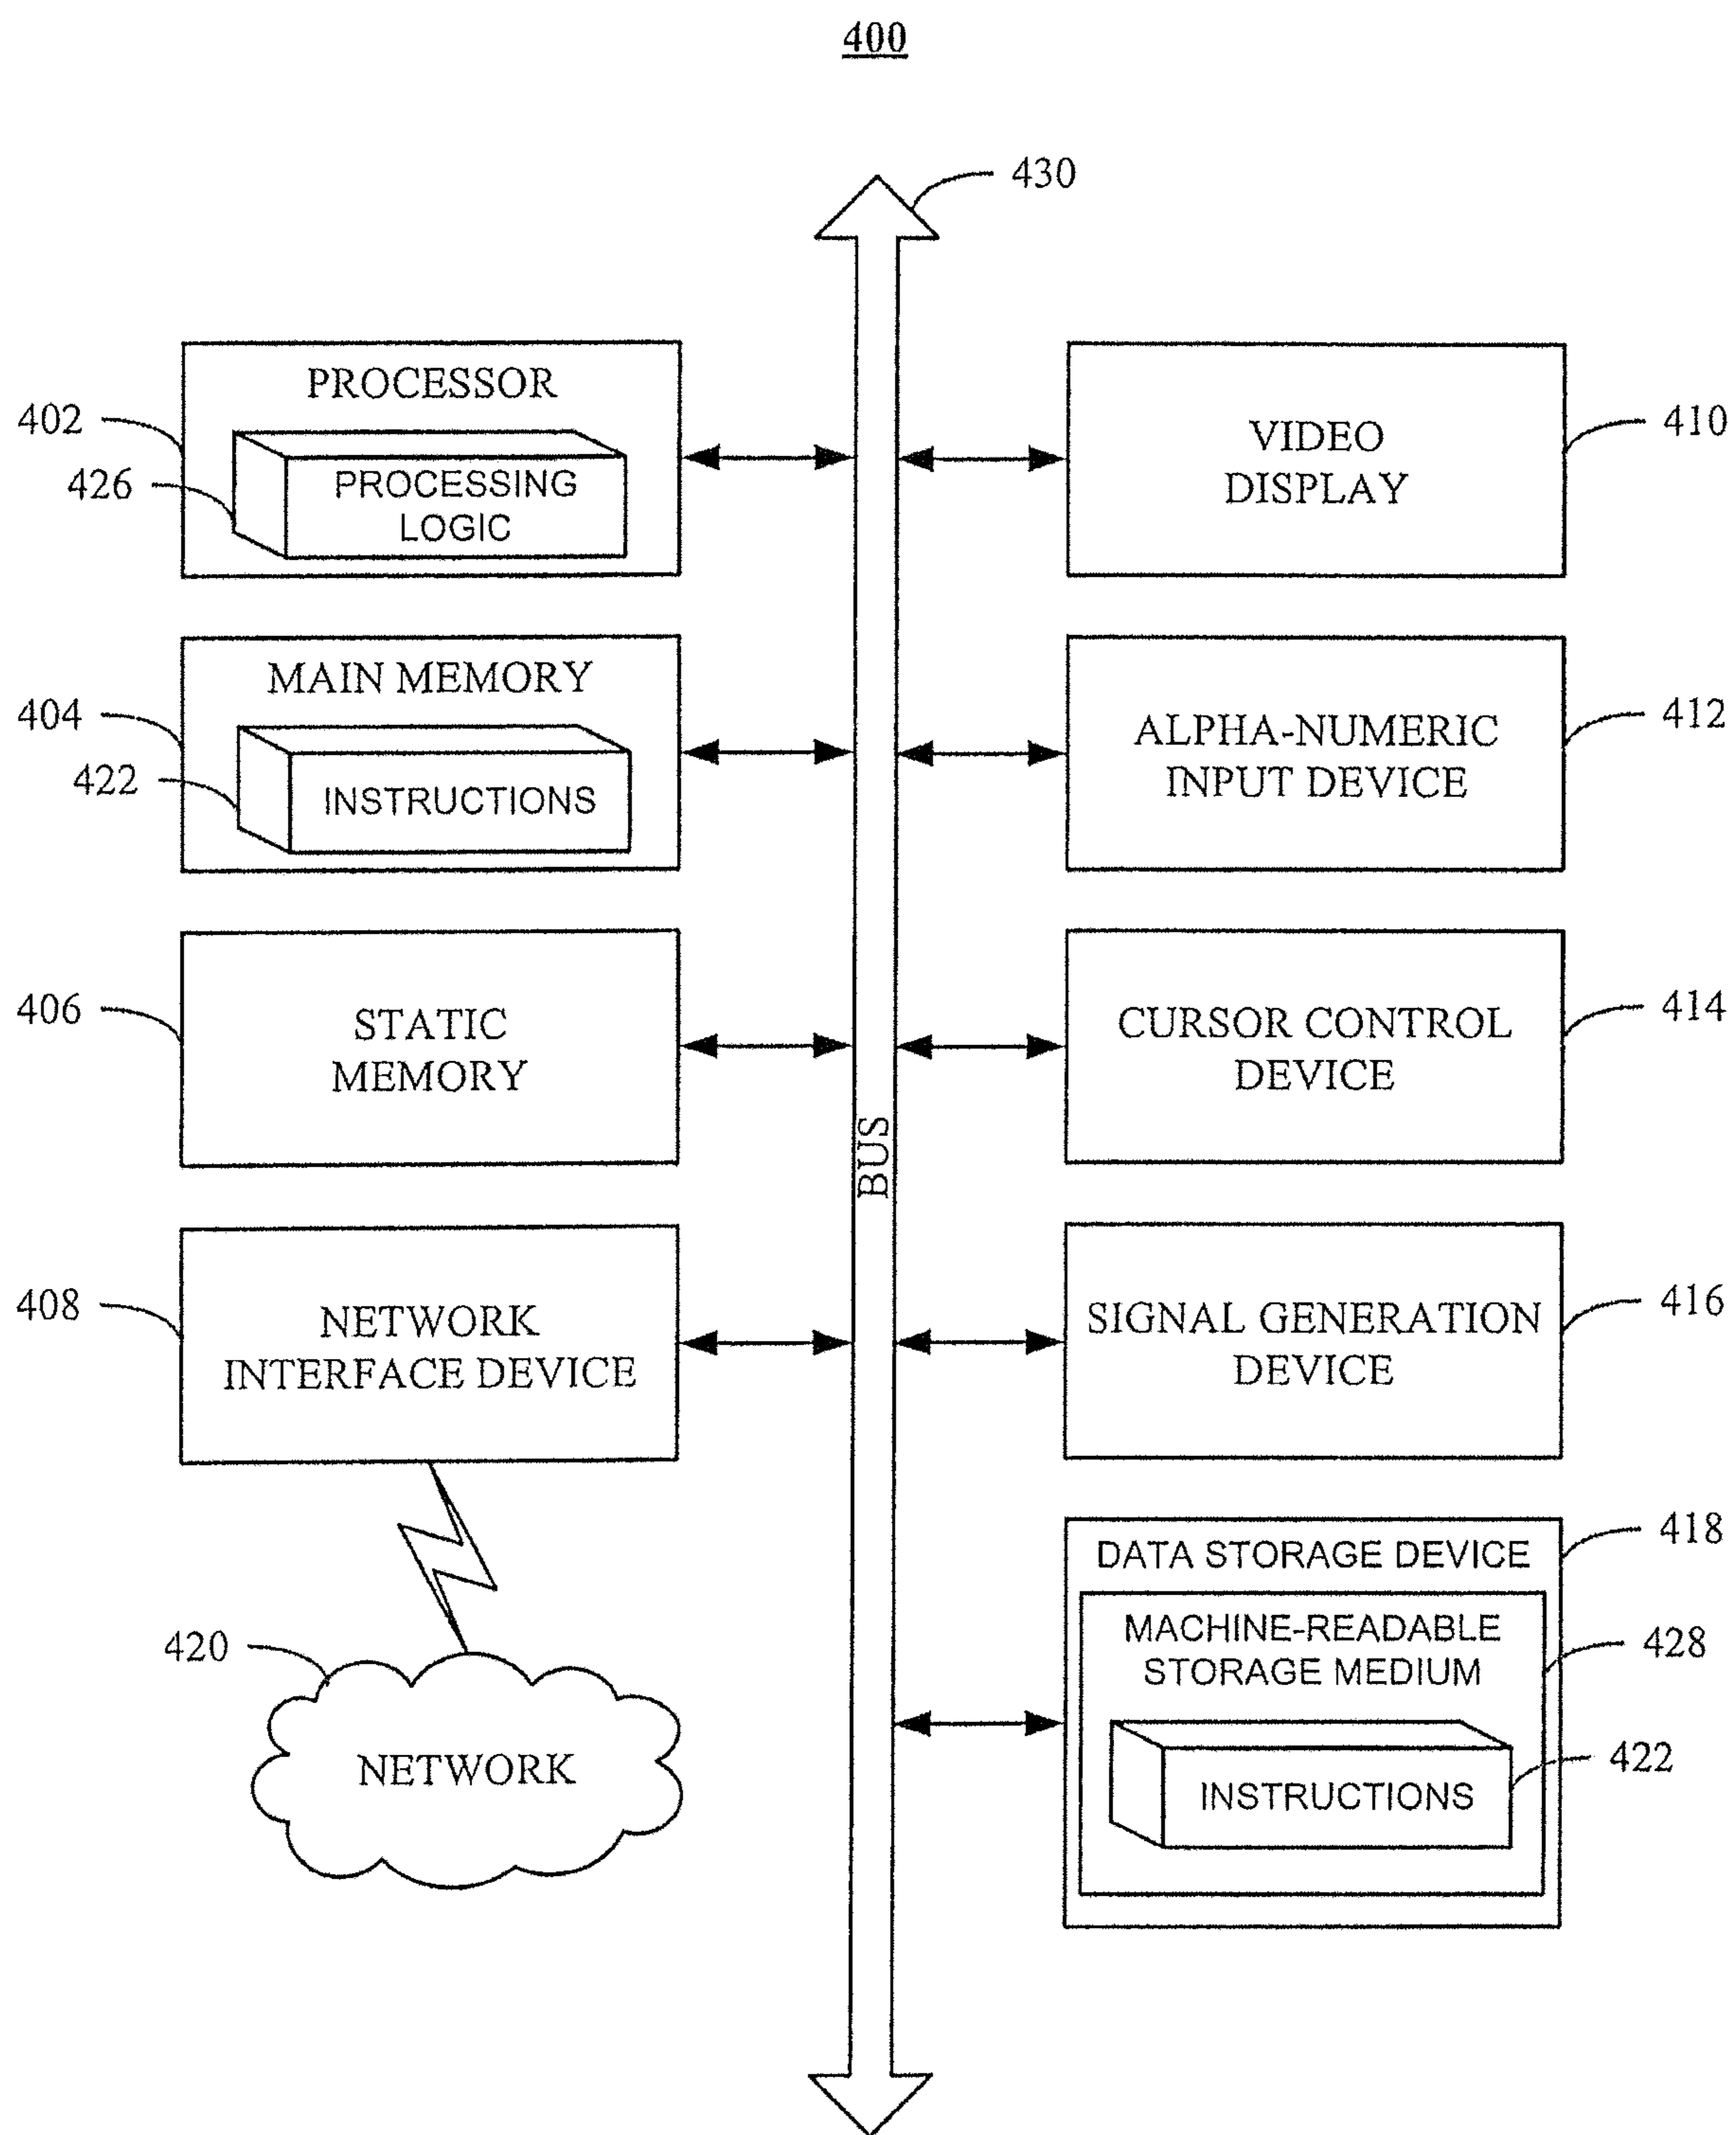 400
430
PROCESSOR
402
426
PROCESSING
LOGIC
VIDEO
DISPLAY
410
MAIN MEMORY
404
422
INSTRUCTIONS
ALPHA-NUMERIC
INPUT DEVICE
412
406
STATIC
MEMORY
CURSOR CONTROL
DEVICE
414
BUS
408
NETWORK
INTERFACE DEVICE
SIGNAL GENERATION
DEVICE
416
DATA STORAGE DEVICE
418
MACHINE-READABLE
STORAGE MEDIUM
428
INSTRUCTIONS
422
420
NETWORK